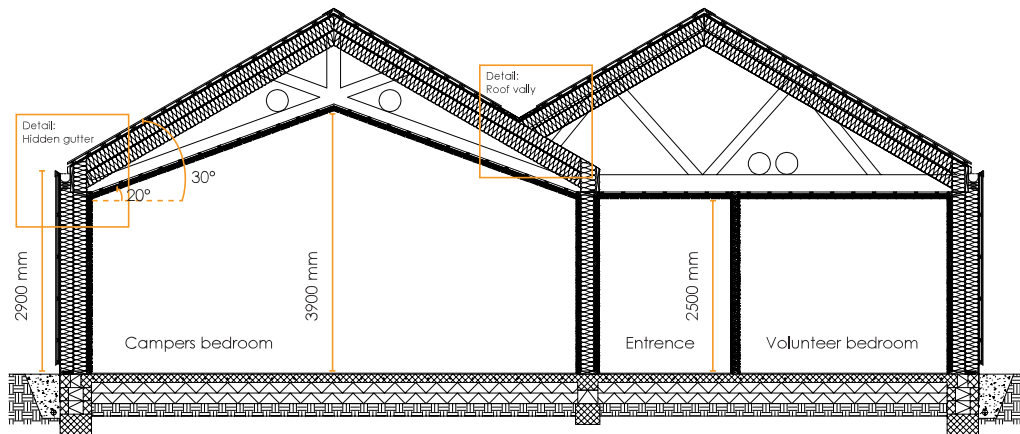 Detail:
Roof vally
Detail:
Hidden gutter
30°
20°
2900 mm
3900 mm
2500 mm
Campers bedroom
Entrence
Volunteer bedroom